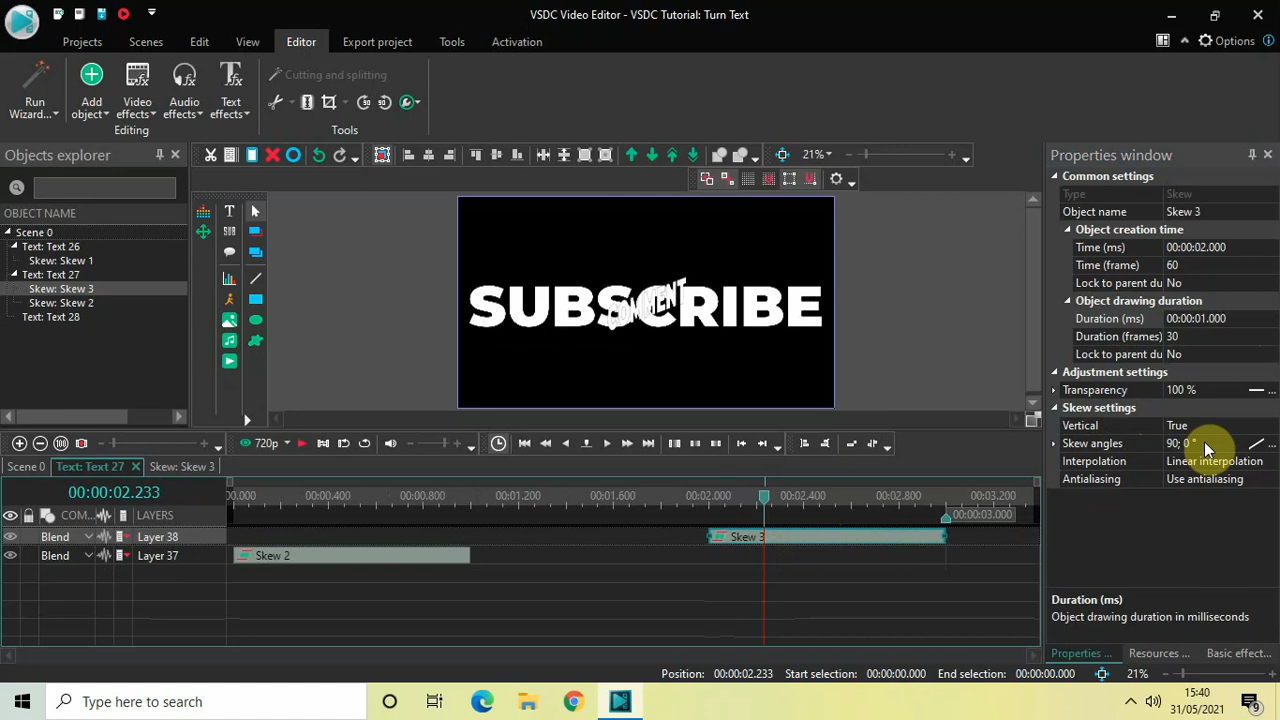 VSDC Video Editor - VSDC Tutorial: Turn Text
Projects Scenes Edit View Editor Export project Tools Activation Options
Run Wizard... Add object Video effects Audio effects Text effects
Editing
Cutting and splitting
Tools
Objects explorer
21%
OBJECT NAME
Scene 0
Text: Text 26
Skew: Skew 1
Text: Text 27
Skew: Skew 3
Skew: Skew 2
Text: Text 28
SUBSCRIBE
COMMENT
Properties window
Common settings
Type Skew
Object name Skew 3
Object creation time
Time (ms) 00:00:02.000
Time (frame) 60
Lock to parent du No
Object drawing duration
Duration (ms) 00:00:01.000
Duration (frames) 30
Lock to parent du No
Adjustment settings
Transparency 100 % ...
Skew settings
Vertical True
Skew angles 90; 0 ° ...
Interpolation Linear interpolation
Antialiasing Use antialiasing
Duration (ms)
Object drawing duration in milliseconds
Properties ... Resources ... Basic effect...
720p
Scene 0 Text: Text 27 Skew: Skew 3
00:00:02.233
COM... LAYERS
00.000 00:00.400 00:00.800 00:01.200 00:01.600 00:02.000 00:02.400 00:02.800 00:03.200
00:00:03.000
Blend Layer 38 Skew 3
Blend Layer 37 Skew 2
Position: 00:00:02.233 Start selection: 00:00:00.000 End selection: 00:00:00.000 21%
Type here to search
15:40
31/05/2021
9